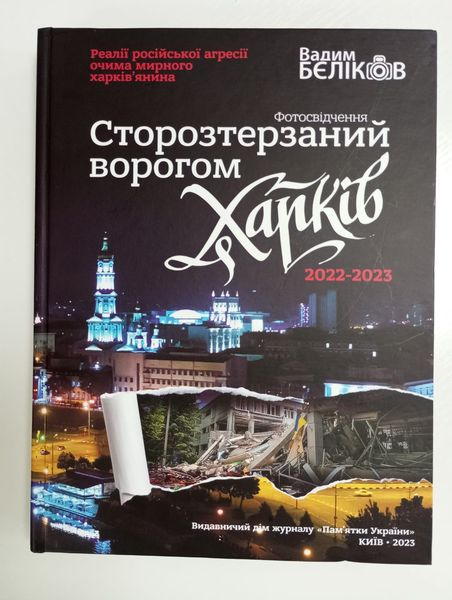 Реалії російської агресії
очима мирного
харків'янина
Вадим
БЄЛІКОВ
Фотосвідчення
Сторозтерзаний
ворогом
Харків
2022-2023
Видавничий дім журналу «Пам'ятки України»
КИЇВ • 2023